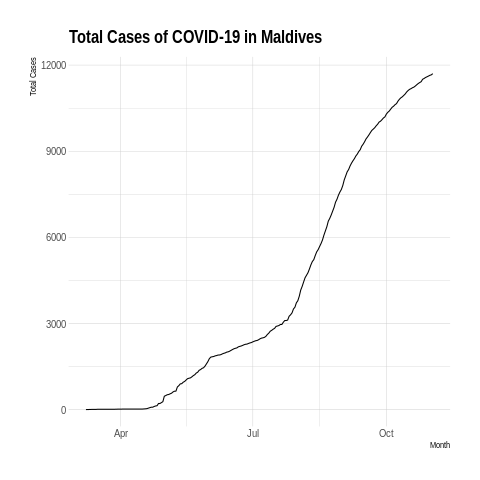 Total Cases of COVID-19 in Maldives
Total Cases
12000
9000
6000
3000
0
Apr
Jul
Oct
Month